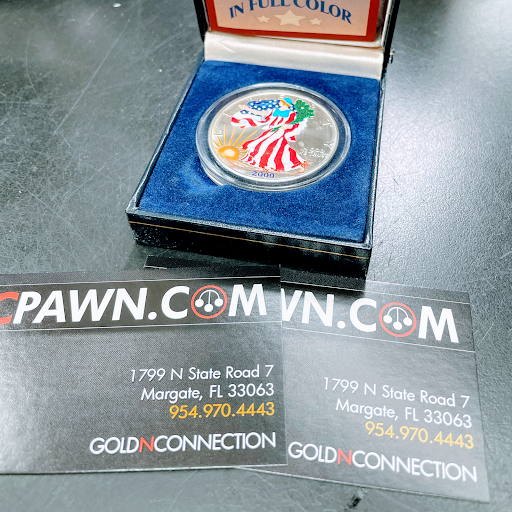 IN FULL COLOR
2000
CPAWN.COM
1799 N State Road 7
Margate, FL 33063
954.970.4443
GOLDNCONNECTION
WN.COM
1799 N State Road 7
Margate, FL 33063
954.970.4443
GOLDNCONNECTION